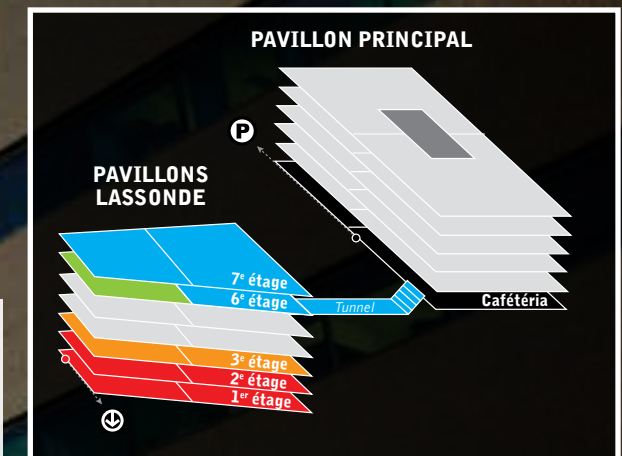 PAVILLON PRINCIPAL
P
PAVILLONS
LASSONDE
7e étage
6e étage
Tunnel
Cafétéria
3e étage
2e étage
1er étage